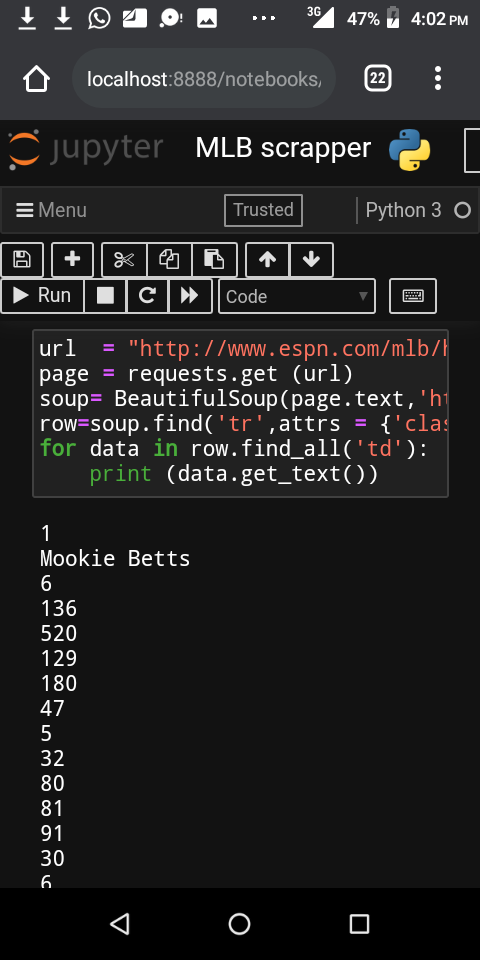 3G 47% 4:02 PM
localhost:8888/notebooks/ 22
jupyter MLB scrapper
Menu Trusted Python 3
Run Code
url = "http://www.espn.com/mlb/h
page = requests.get (url)
soup= BeautifulSoup(page.text,'ht
row=soup.find('tr',attrs = {'clas
for data in row.find_all('td'):
    print (data.get_text())
1
Mookie Betts
6
136
520
129
180
47
5
32
80
81
91
30
6